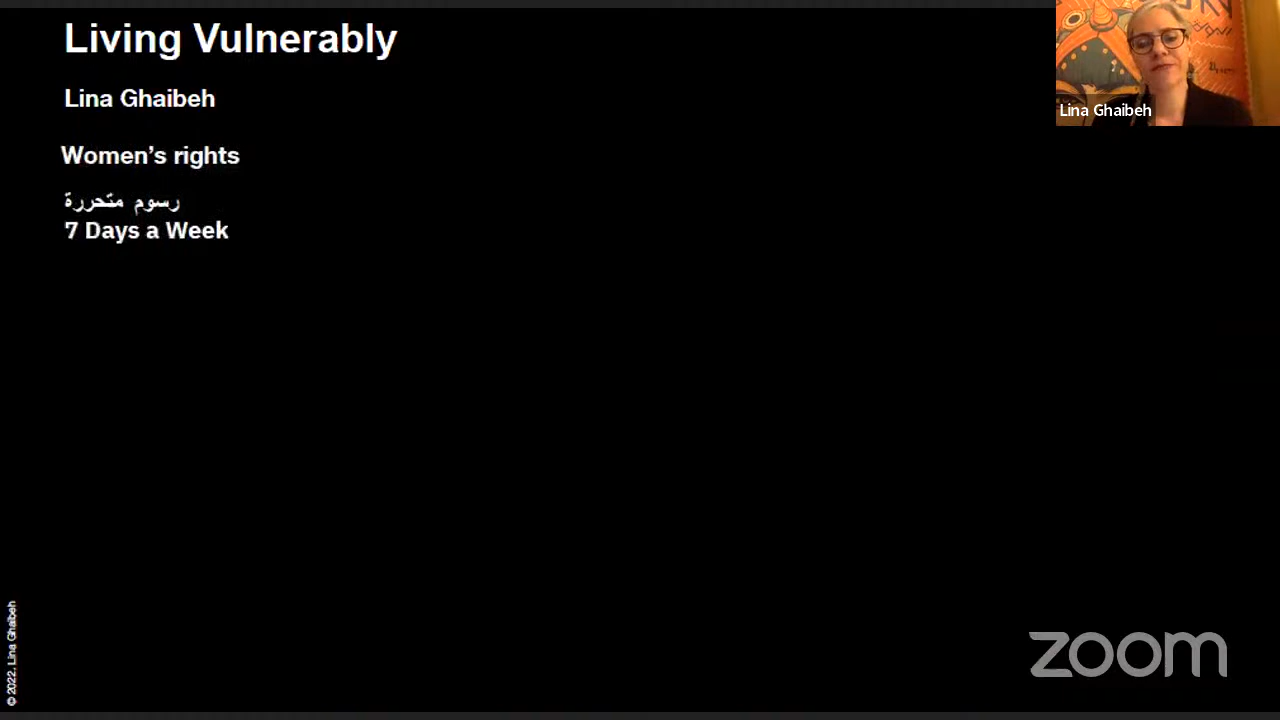 Living Vulnerably
Lina Ghaibeh
Women's rights
رسوم متحررة
7 Days a Week
Lina Ghaibeh
© 2022, Lina Ghaibeh
zoom